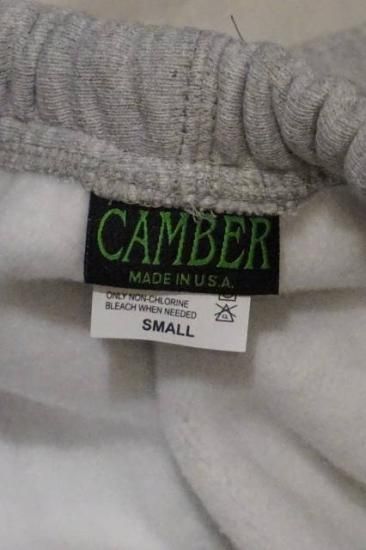 CAMBER
MADE IN U.S.A.
ONLY NON-CHLORINE
BLEACH WHEN NEEDED
SMALL